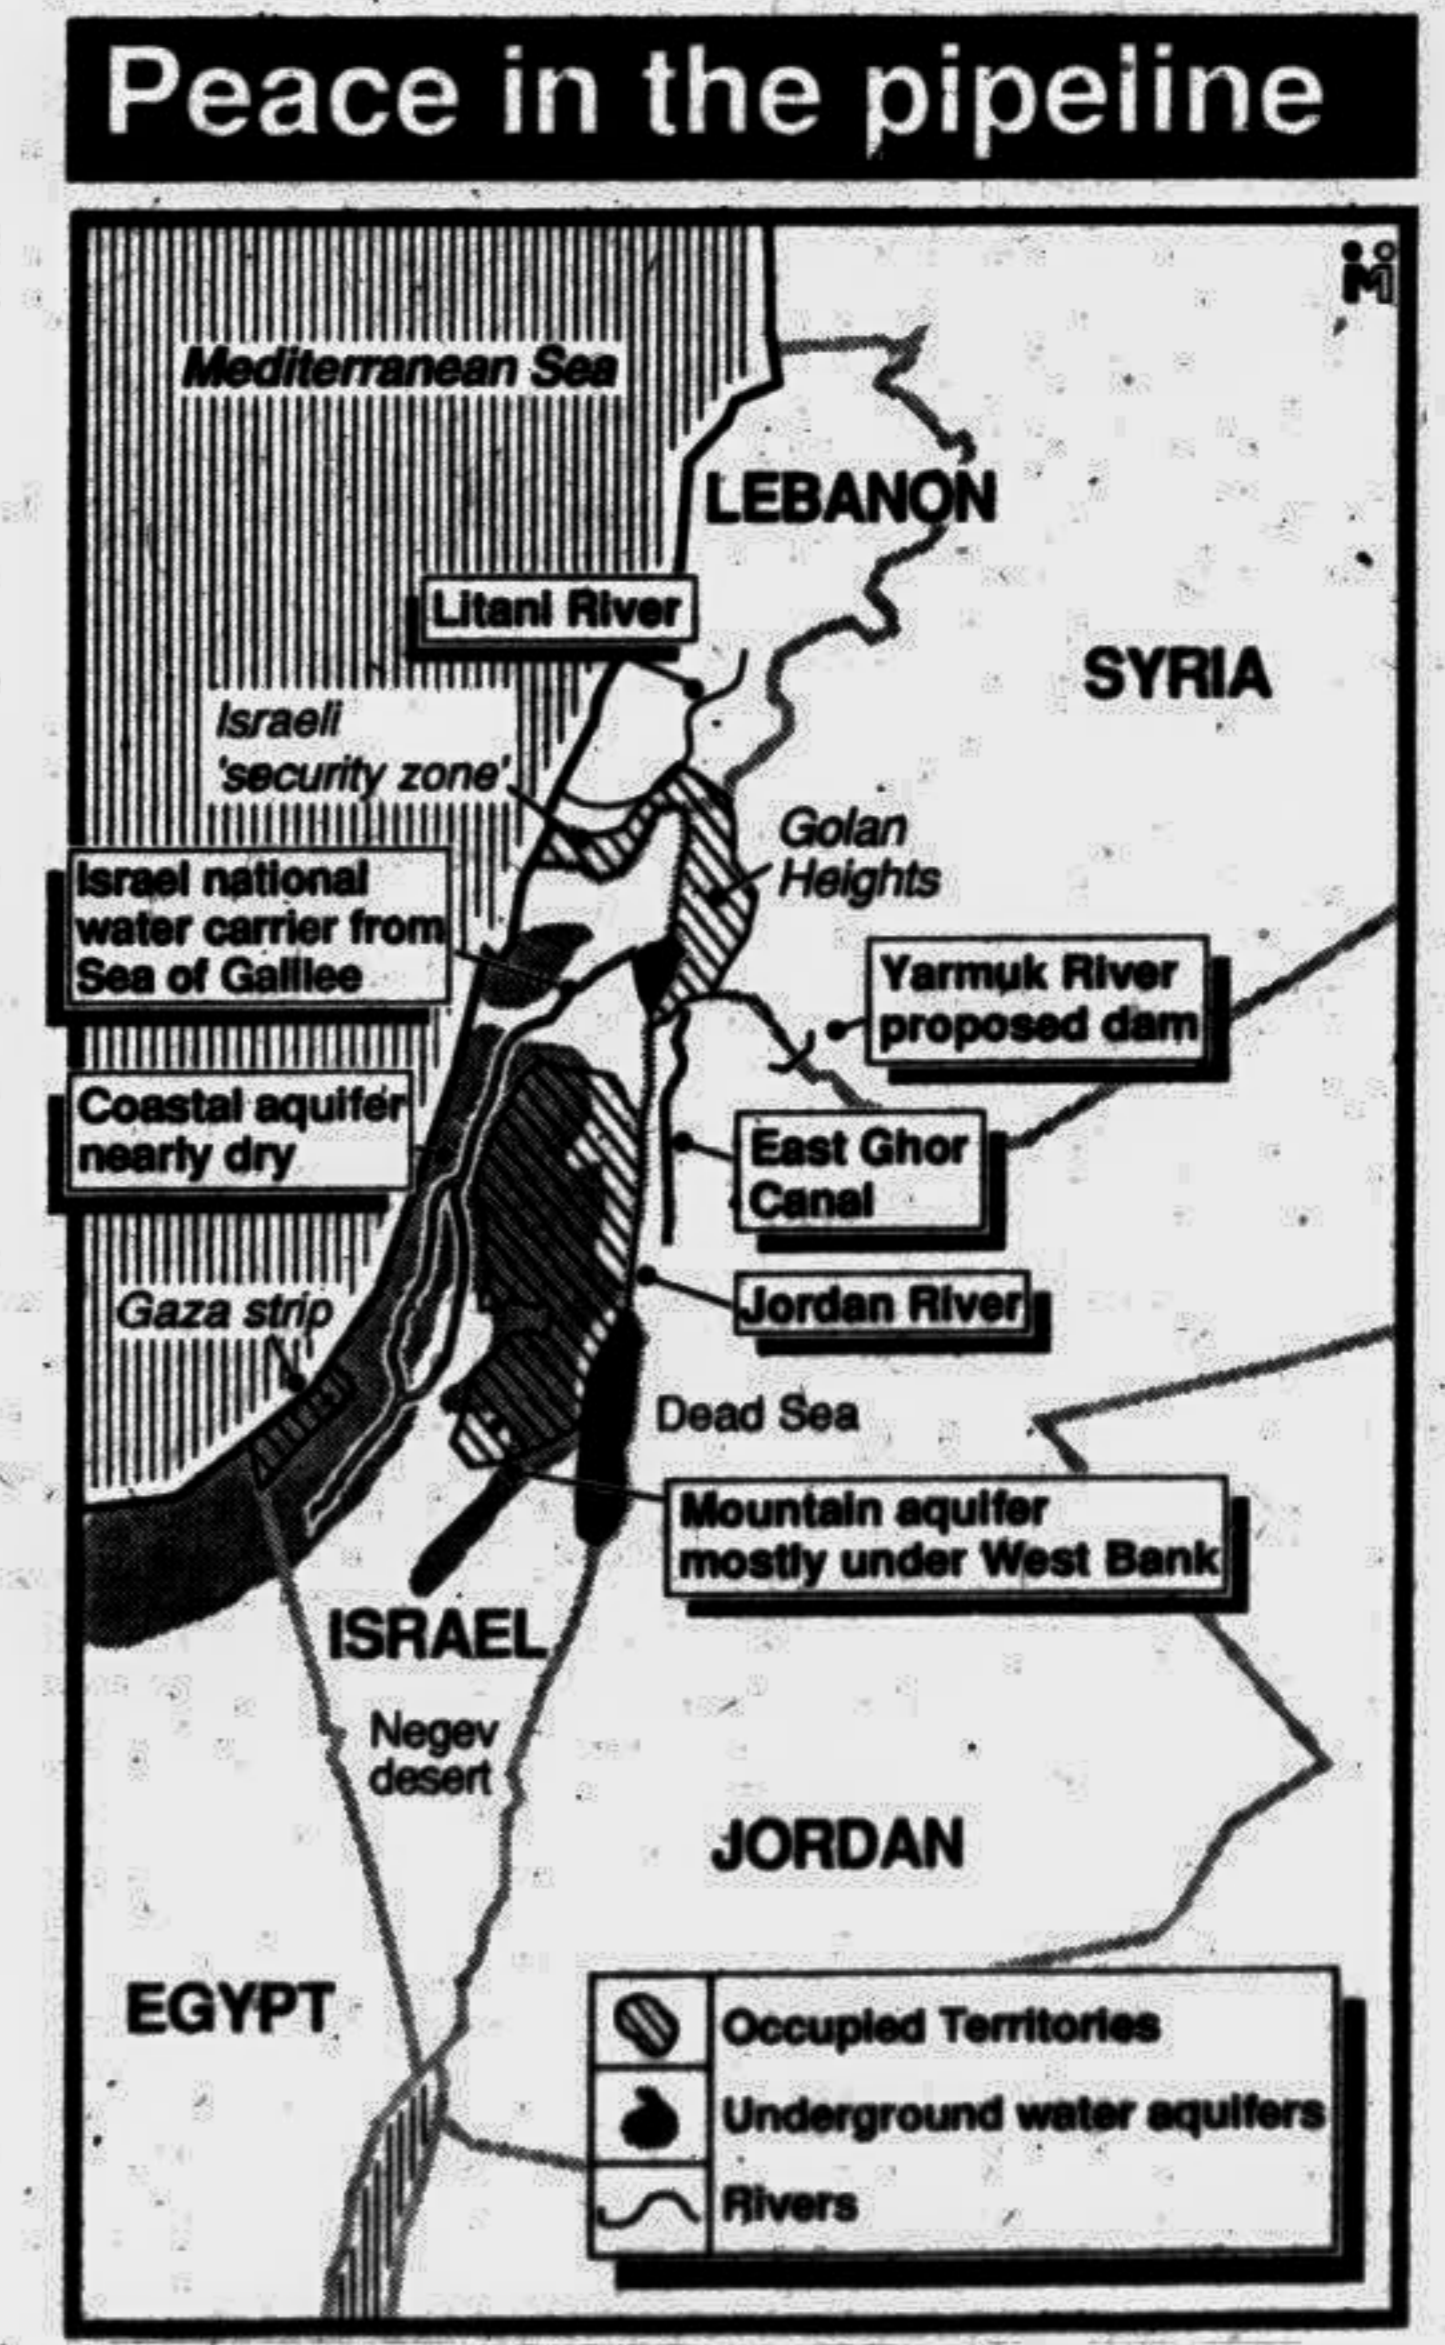 Peace in the pipeline
Mediterranean Sea
LEBANON
Litani River
SYRIA
Israeli
'security zone'
Golan
Heights
Israel national
water carrier from
Sea of Galilee
Yarmuk River
proposed dam
Coastal aquifer
nearly dry
East Ghor
Canal
Gaza strip
Jordan River
Dead Sea
Mountain aquifer
mostly under West Bank
ISRAEL
Negev
desert
JORDAN
EGYPT
Occupied Territories
Underground water aquifers
Rivers